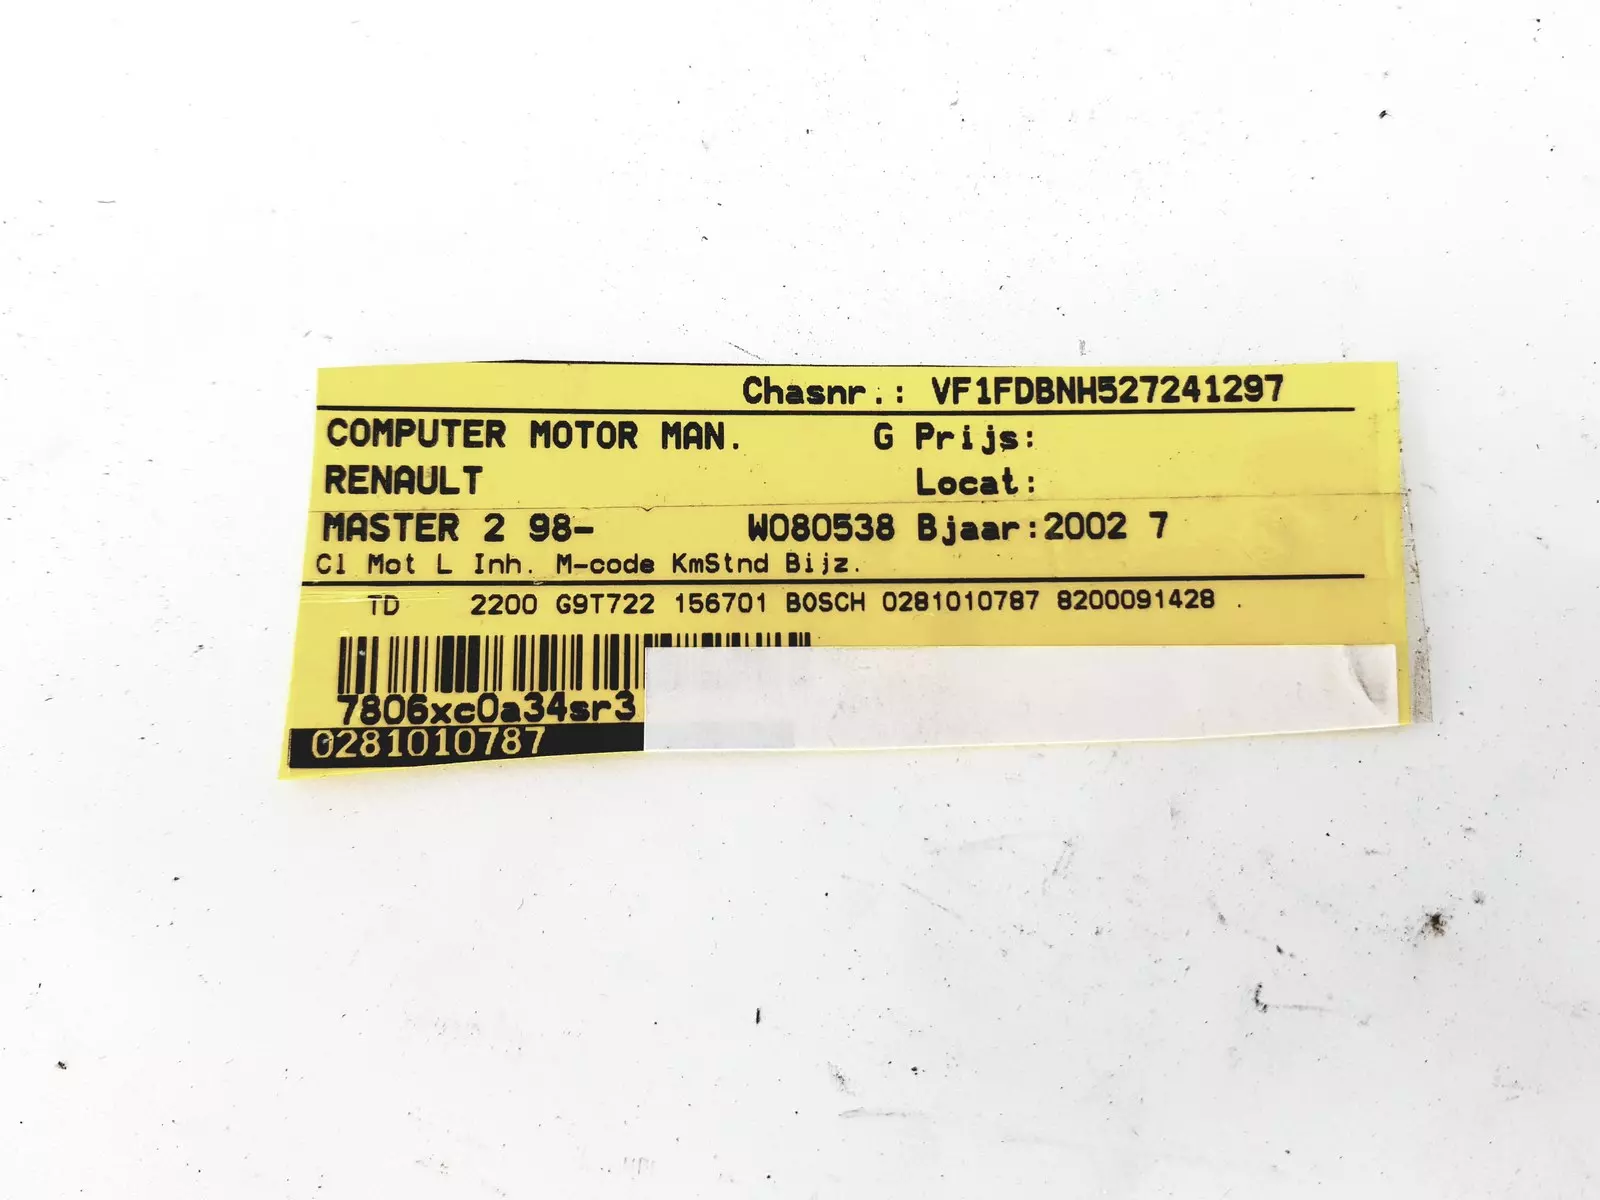 Chasnr.: VF1FDBNH527241297
COMPUTER MOTOR MAN. G Prijs:
RENAULT Locat:
MASTER 2 98- W080538 Bjaar:2002 7
Cl Mot L Inh. M-code KmStnd Bijz.
TD 2200 G9T722 156701 BOSCH 0281010787 8200091428 .
7806xc0a34sr3
0281010787